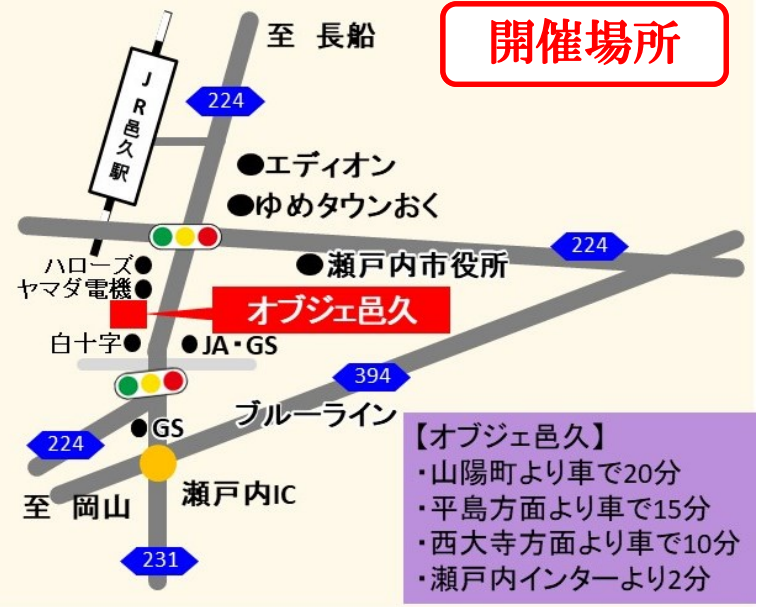 至 長船
開催場所
224
JR邑久駅
●エディオン
●ゆめタウンおく
224
ハローズ●
●瀬戸内市役所
ヤマダ電機●
オブジェ邑久
白十字●
●JA・GS
394
ブルーライン
●GS
224
【オブジェ邑久】
・山陽町より車で20分
・平島方面より車で15分
・西大寺方面より車で10分
・瀬戸内インターより2分
瀬戸内IC
至 岡山
231